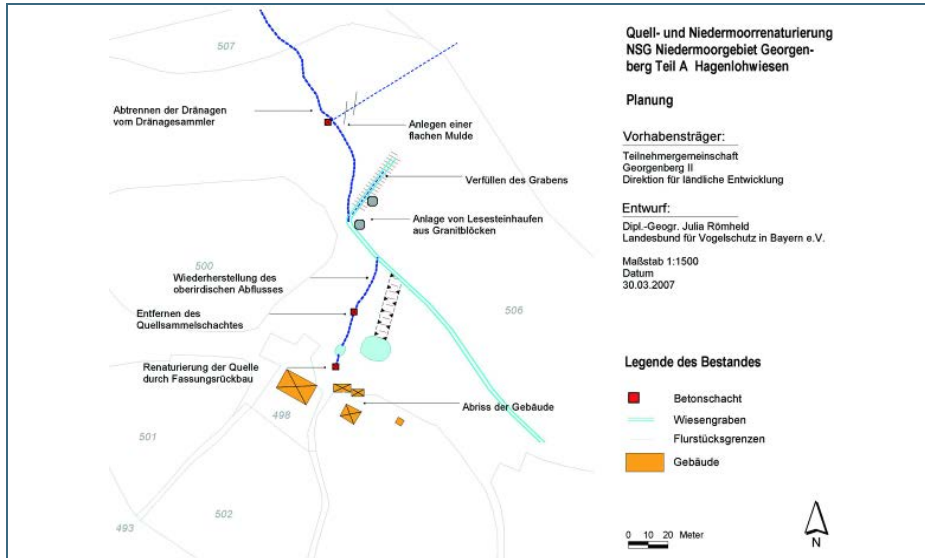 507
Abtrennen der Dränagen
vom Dränagesammler
Anlegen einer
flachen Mulde
Verfüllen des Grabens
Anlage von Lesesteinhaufen
aus Granitblöcken
500
Wiederherstellung des
oberirdischen Abflusses
506
Entfernen des
Quellsammelschachtes
Renaturierung der Quelle
durch Fassungsrückbau
498
Abriss der Gebäude
501
502
493
Quell- und Niedermoorrenaturierung
NSG Niedermoorgebiet Georgen-
berg Teil A Hagenlohwiesen
Planung
Vorhabensträger:
Teilnehmergemeinschaft
Georgenberg II
Direktion für ländliche Entwicklung
Entwurf:
Dipl.-Geogr. Julia Römheld
Landesbund für Vogelschutz in Bayern e.V.
Maßstab 1:1500
Datum
30.03.2007
Legende des Bestandes
Betonschacht
Wiesengraben
Flurstücksgrenzen
Gebäude
0 10 20 Meter
N